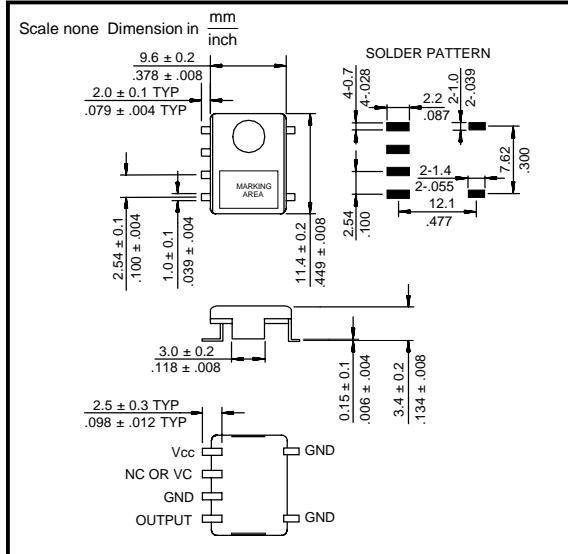 Scale none Dimension in mm
inch
9.6 ± 0.2
.378 ± .008
2.0 ± 0.1 TYP
.079 ± .004 TYP
MARKING
AREA
2.54 ± 0.1
.100 ± .004
1.0 ± 0.1
.039 ± .004
11.4 ± 0.2
.449 ± .008
SOLDER PATTERN
4-0.7
4-.028
2.2
.087
2-1.0
2-.039
7.62
.300
2-1.4
2-.055
2.54
.100
12.1
.477
3.0 ± 0.2
.118 ± .008
0.15 ± 0.1
.006 ± .004
3.4 ± 0.2
.134 ± .008
2.5 ± 0.3 TYP
.098 ± .012 TYP
Vcc
GND
NC OR VC
GND
OUTPUT
GND